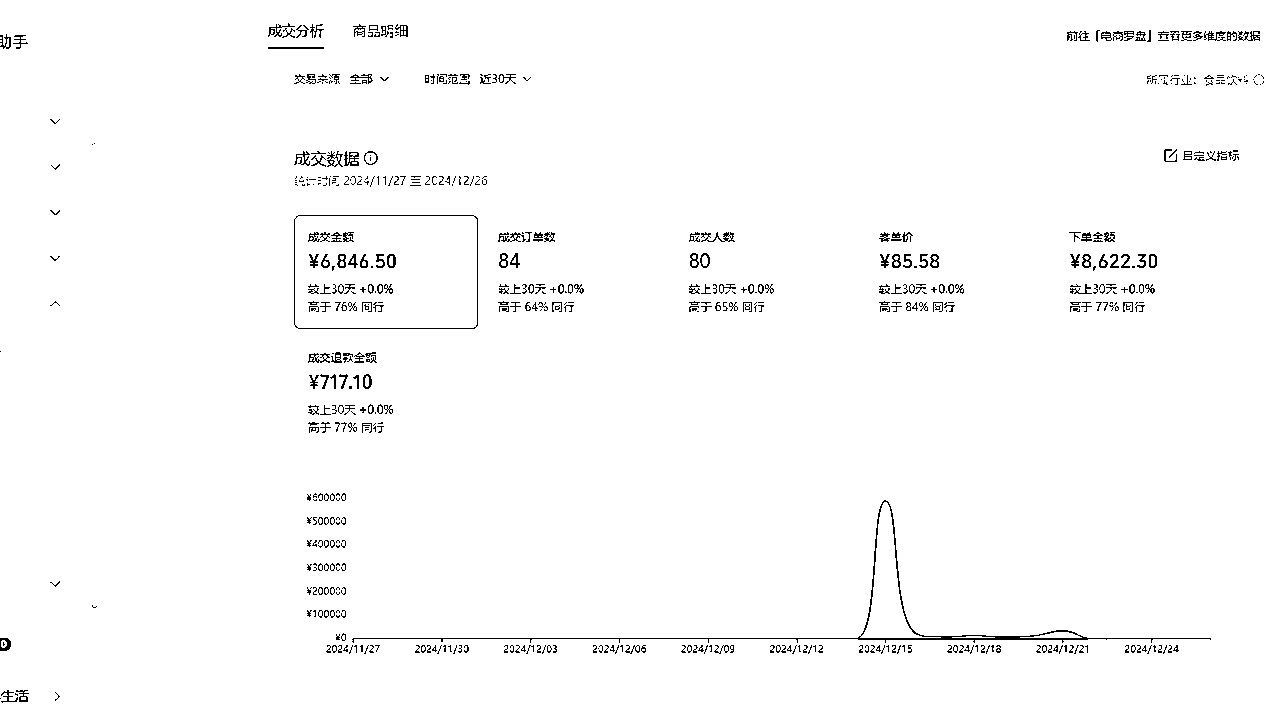 助手
成交分析 商品明细
前往「电商罗盘」查看更多维度的数据
交易来源 全部 时间范围 近30天
所属行业: 食品饮料
成交数据
自定义指标
统计时间 2024/11/27 至 2024/12/26
成交金额 成交订单数 成交人数 客单价 下单金额
¥6,846.50 84 80 ¥85.58 ¥8,622.30
较上30天 +0.0% 较上30天 +0.0% 较上30天 +0.0% 较上30天 +0.0% 较上30天 +0.0%
高于 76% 同行 高于 64% 同行 高于 65% 同行 高于 84% 同行 高于 77% 同行
成交退款金额
¥717.10
较上30天 +0.0%
高于 77% 同行
¥600000
¥500000
¥400000
¥300000
¥200000
¥100000
¥0
2024/11/27 2024/11/30 2024/12/03 2024/12/06 2024/12/09 2024/12/12 2024/12/15 2024/12/18 2024/12/21 2024/12/24
生活